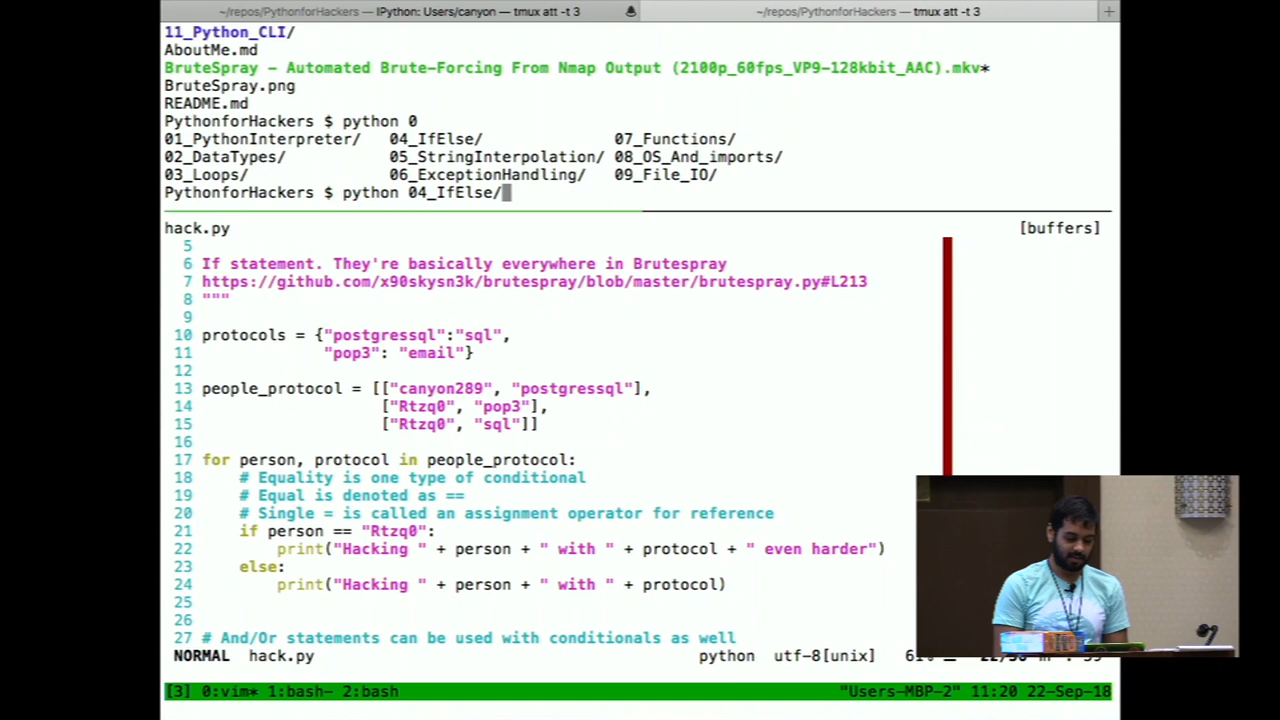 ~/repos/PythonforHackers — IPython: Users/canyon — tmux att -t 3
~/repos/PythonforHackers — tmux att -t 3
11_Python_CLI/
AboutMe.md
BruteSpray - Automated Brute-Forcing From Nmap Output (2100p_60fps_VP9-128kbit_AAC).mkv*
BruteSpray.png
README.md
PythonforHackers $ python 0
01_PythonInterpreter/ 04_IfElse/ 07_Functions/
02_DataTypes/ 05_StringInterpolation/ 08_OS_And_imports/
03_Loops/ 06_ExceptionHandling/ 09_File_IO/
PythonforHackers $ python 04_IfElse/
hack.py [buffers]
5
6 If statement. They're basically everywhere in Brutespray
7 https://github.com/x90skysn3k/brutespray/blob/master/brutespray.py#L213
8 """
9
10 protocols = {"postgressql":"sql",
11 "pop3": "email"}
12
13 people_protocol = [["canyon289", "postgressql"],
14 ["Rtzq0", "pop3"],
15 ["Rtzq0", "sql"]]
16
17 for person, protocol in people_protocol:
18 # Equality is one type of conditional
19 # Equal is denoted as ==
20 # Single = is called an assignment operator for reference
21 if person == "Rtzq0":
22 print("Hacking " + person + " with " + protocol + " even harder")
23 else:
24 print("Hacking " + person + " with " + protocol)
25
26
27 # And/Or statements can be used with conditionals as well
NORMAL hack.py python utf-8[unix]
[3] 0:vim* 1:bash- 2:bash "Users-MBP-2" 11:20 22-Sep-18